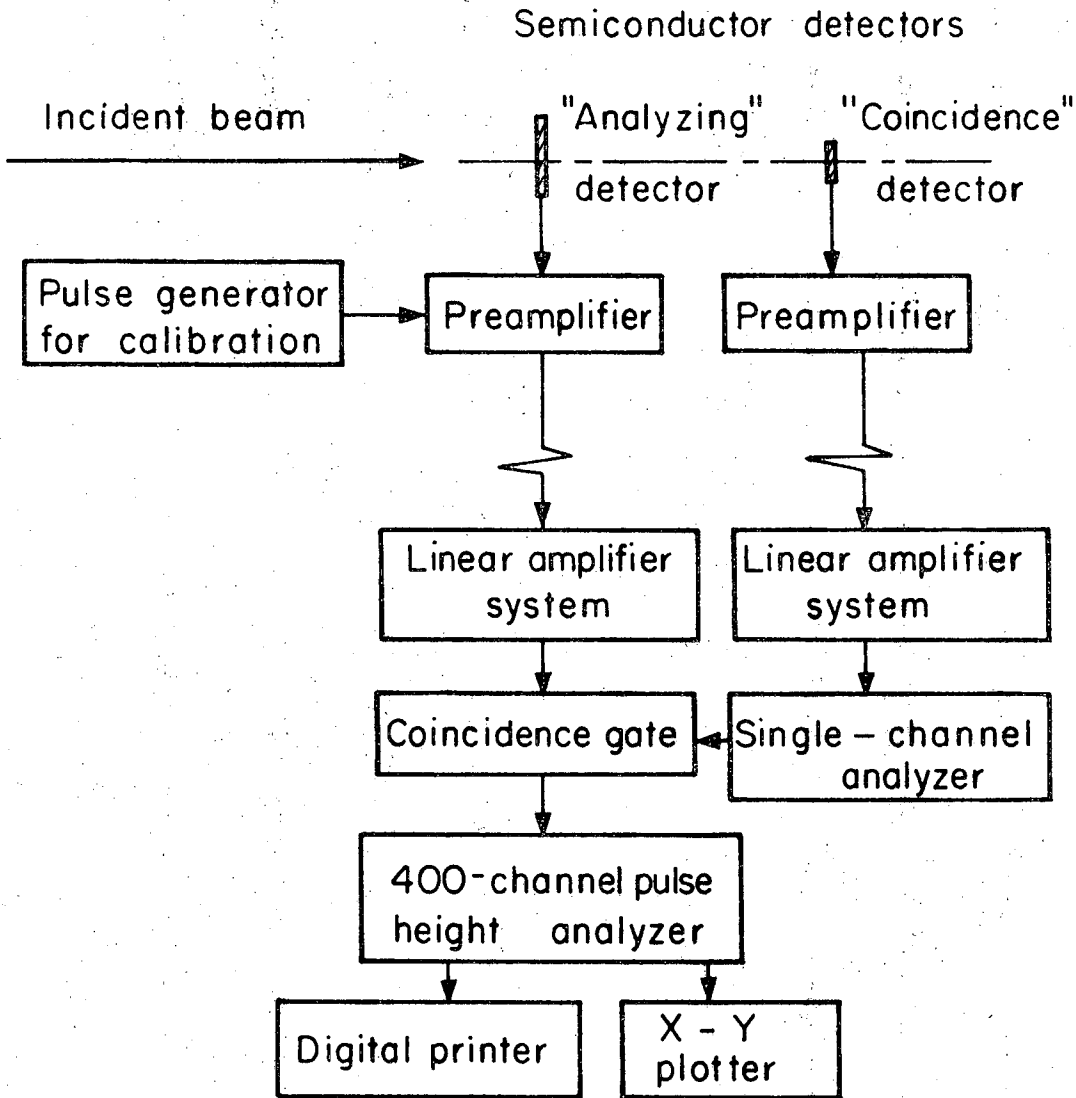 Semiconductor detectors
Incident beam
"Analyzing"
detector
"Coincidence"
detector
Pulse generator
for calibration
Preamplifier
Preamplifier
Linear amplifier
system
Linear amplifier
system
Coincidence gate
Single – channel
analyzer
400-channel pulse
height analyzer
Digital printer
X - Y
plotter